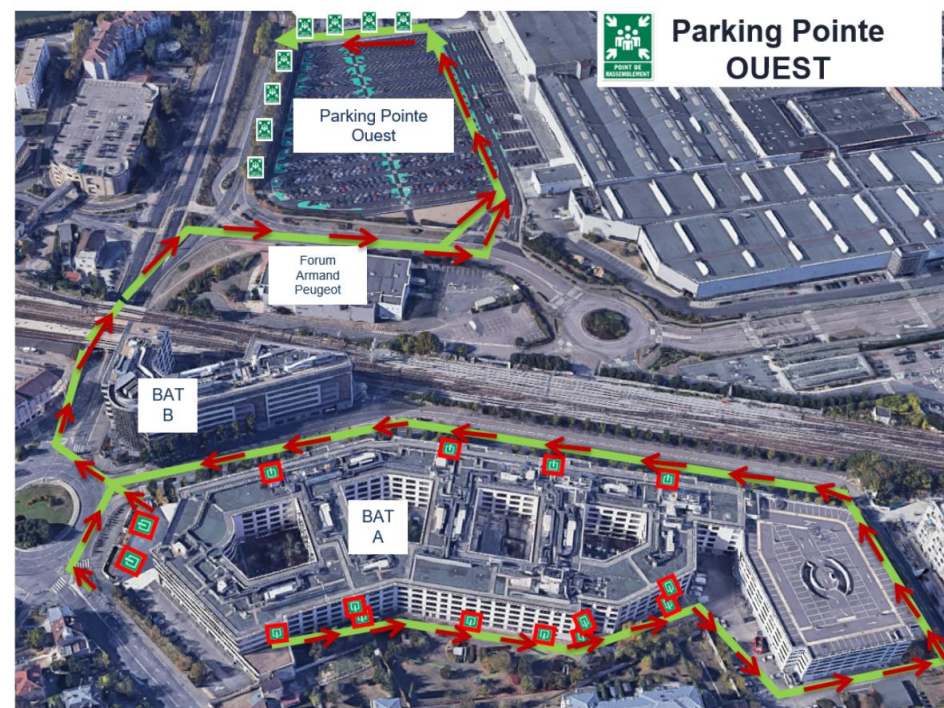 Parking Pointe
OUEST
POINT DE
RASSEMBLEMENT
Parking Pointe
Ouest
Forum
Armand
Peugeot
BAT
B
BAT
A